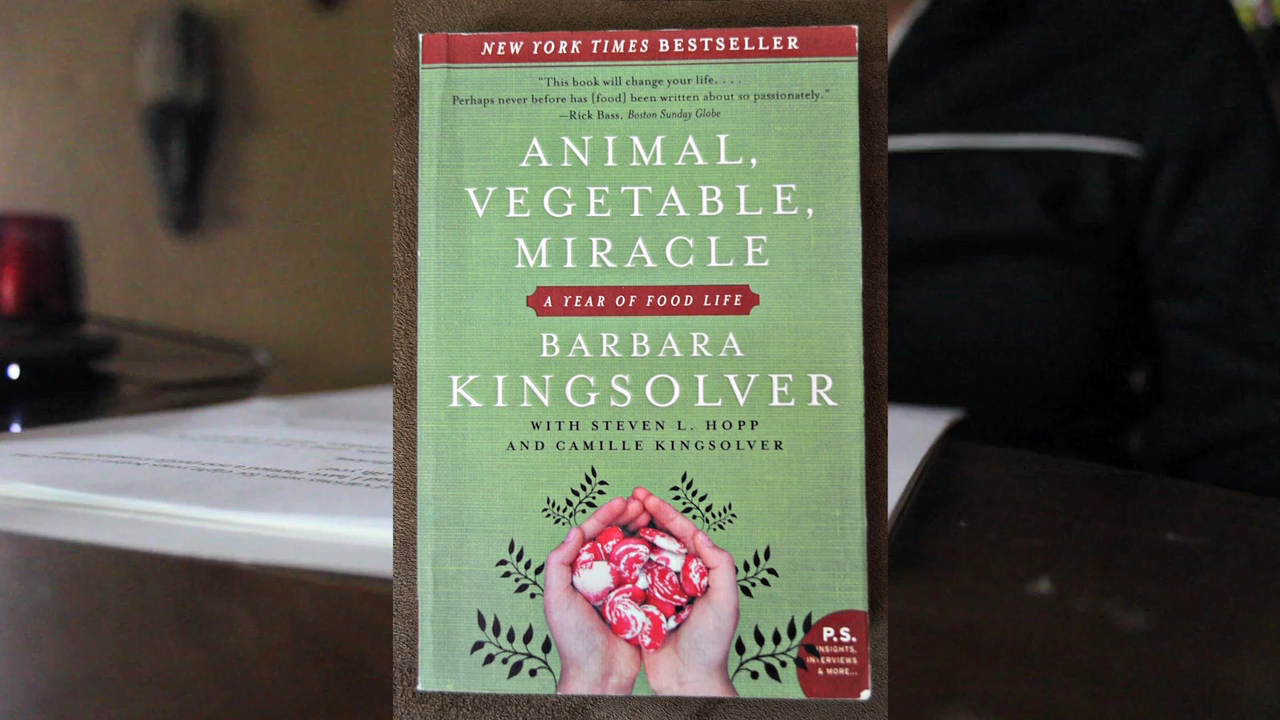 NEW YORK TIMES BESTSELLER
"This book will change your life. . . .
Perhaps never before has [food] been written about so passionately."
—Rick Bass, Boston Sunday Globe
ANIMAL,
VEGETABLE,
MIRACLE
A YEAR OF FOOD LIFE
BARBARA
KINGSOLVER
WITH STEVEN L. HOPP
AND CAMILLE KINGSOLVER
P.S.
INSIGHTS,
INTERVIEWS
& MORE...